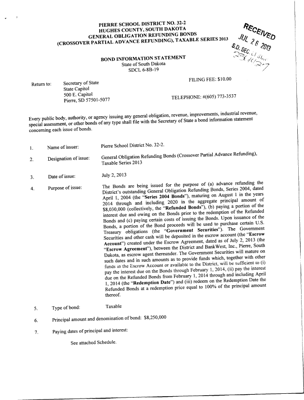 PIERRE SCHOOL DISTRICT NO. 32-2
HUGHES COUNTY, SOUTH DAKOTA
GENERAL OBLIGATION REFUNDING BONDS
(CROSSOVER PARTIAL ADVANCE REFUNDING), TAXABLE SERIES 2013
RECEIVED
JUL 26 2013
BOND INFORMATION STATEMENT
State of South Dakota
SDCL 6-8B-19
Return to: Secretary of State
State Capitol
500 E. Capitol
Pierre, SD 57501-5077
FILING FEE: $10.00
TELEPHONE: #(605) 773-3537
Every public body, authority, or agency issuing any general obligation, revenue, improvements, industrial revenue,
special assessment, or other bonds of any type shall file with the Secretary of State a bond information statement
concerning each issue of bonds.
1. Name of issuer: Pierre School District No. 32-2.
2. Designation of issue: General Obligation Refunding Bonds (Crossover Partial Advance Refunding),
Taxable Series 2013
3. Date of issue: July 2, 2013
4. Purpose of issue: The Bonds are being issued for the purpose of (a) advance refunding the
District's outstanding General Obligation Refunding Bonds, Series 2004, dated
April 1, 2004 (the "Series 2004 Bonds"), maturing on August 1 in the years
2014 through and including 2020 in the aggregate principal amount of
$8,030,000 (collectively, the "Refunded Bonds"), (b) paying a portion of the
interest due and owing on the Bonds prior to the redemption of the Refunded
Bonds and (c) paying certain costs of issuing the Bonds. Upon issuance of the
Bonds, a portion of the Bond proceeds will be used to purchase certain U.S.
Treasury obligations (the "Government Securities"). The Government
Securities and other cash will be deposited in the escrow account (the "Escrow
Account") created under the Escrow Agreement, dated as of July 2, 2013 (the
"Escrow Agreement"), between the District and BankWest, Inc., Pierre, South
Dakota, as escrow agent thereunder. The Government Securities will mature on
such dates and in such amounts as to provide funds which, together with other
funds in the Escrow Account or available to the District, will be sufficient to (i)
pay the interest due on the Bonds through February 1, 2014, (ii) pay the interest
due on the Refunded Bonds from February 1, 2014 through and including April
1, 2014 (the "Redemption Date") and (iii) redeem on the Redemption Date the
Refunded Bonds at a redemption price equal to 100% of the principal amount
thereof.
5. Type of bond: Taxable
6. Principal amount and denomination of bond: $8,250,000
7. Paying dates of principal and interest:
See attached Schedule.